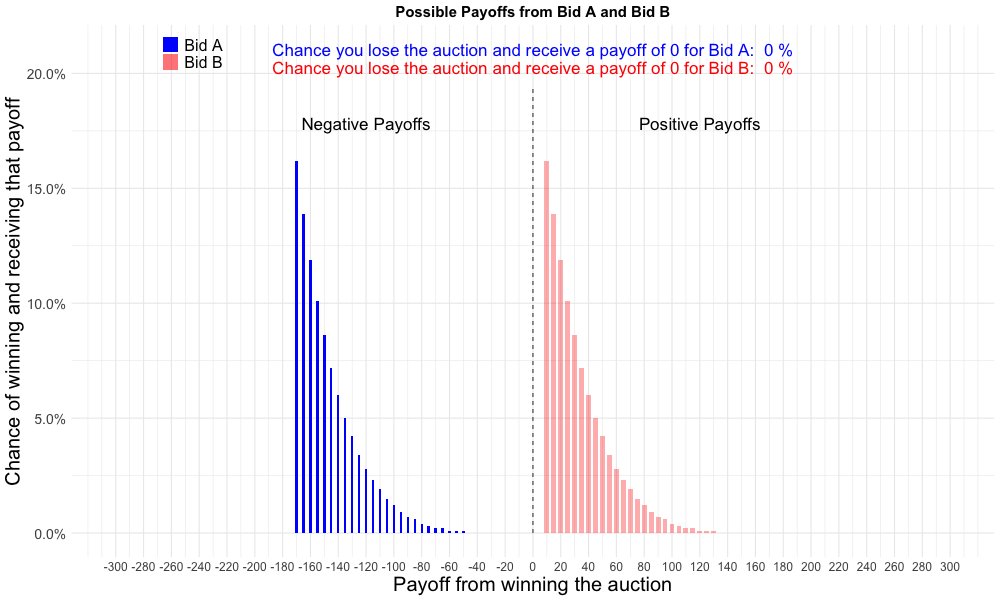 Possible Payoffs from Bid A and Bid B
Bid A
Bid B
Chance you lose the auction and receive a payoff of 0 for Bid A:  0 %
Chance you lose the auction and receive a payoff of 0 for Bid B:  0 %
Negative Payoffs
Positive Payoffs
Chance of winning and receiving that payoff
20.0%
15.0%
10.0%
5.0%
0.0%
-300 -280 -260 -240 -220 -200 -180 -160 -140 -120 -100 -80 -60 -40 -20 0 20 40 60 80 100 120 140 160 180 200 220 240 260 280 300
Payoff from winning the auction